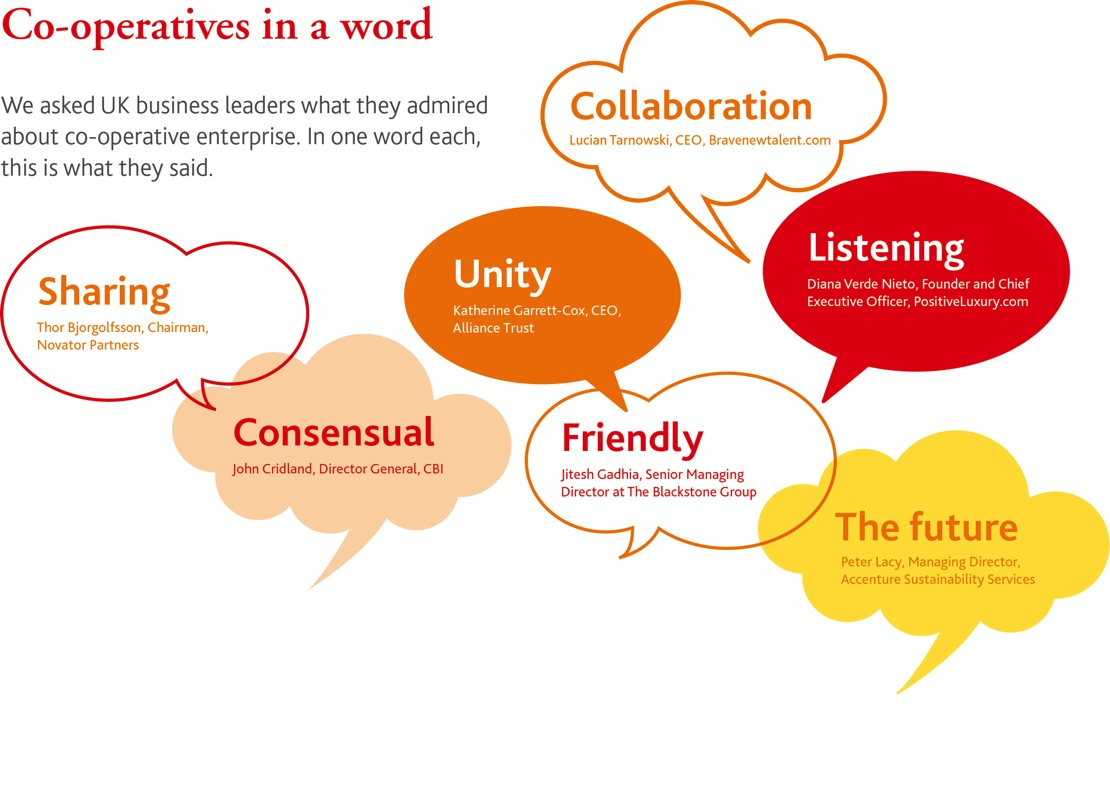 Co-operatives in a word
We asked UK business leaders what they admired
about co-operative enterprise. In one word each,
this is what they said.
Collaboration
Lucian Tarnowski, CEO, Bravenewtalent.com
Listening
Diana Verde Nieto, Founder and Chief
Executive Officer, PositiveLuxury.com
Unity
Katherine Garrett-Cox, CEO,
Alliance Trust
Sharing
Thor Bjorgolfsson, Chairman,
Novator Partners
Consensual
John Cridland, Director General, CBI
Friendly
Jitesh Gadhia, Senior Managing
Director at The Blackstone Group
The future
Peter Lacy, Managing Director,
Accenture Sustainability Services